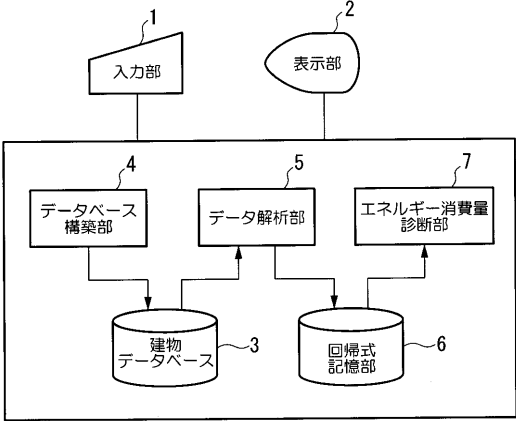 1
入力部
2
表示部
4
データベース
構築部
5
データ解析部
7
エネルギー消費量
診断部
建物
データベース
3
回帰式
記憶部
6